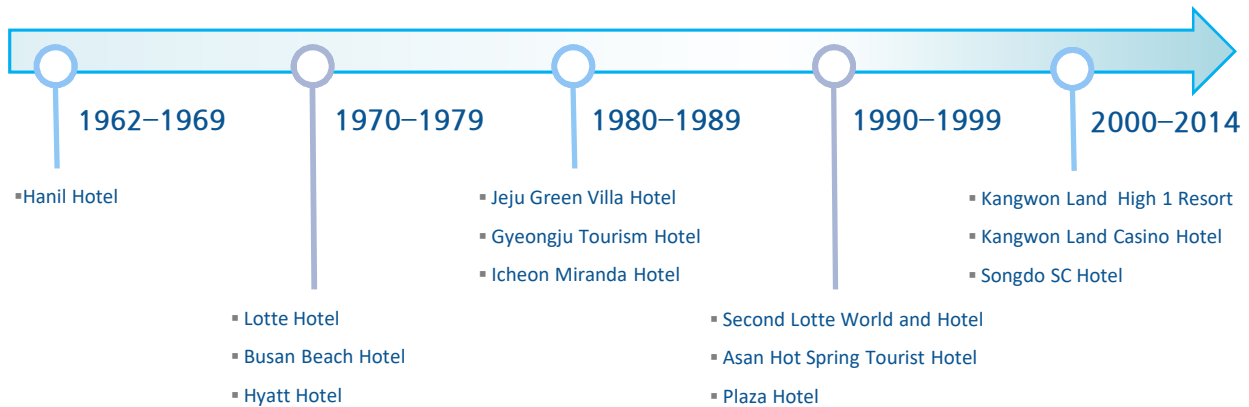 1962–1969
▪Hanil Hotel
1970–1979
▪ Lotte Hotel
▪ Busan Beach Hotel
▪ Hyatt Hotel
1980–1989
▪ Jeju Green Villa Hotel
▪ Gyeongju Tourism Hotel
▪ Icheon Miranda Hotel
1990–1999
▪ Second Lotte World and Hotel
▪ Asan Hot Spring Tourist Hotel
▪ Plaza Hotel
2000–2014
▪ Kangwon Land High 1 Resort
▪ Kangwon Land Casino Hotel
▪ Songdo SC Hotel